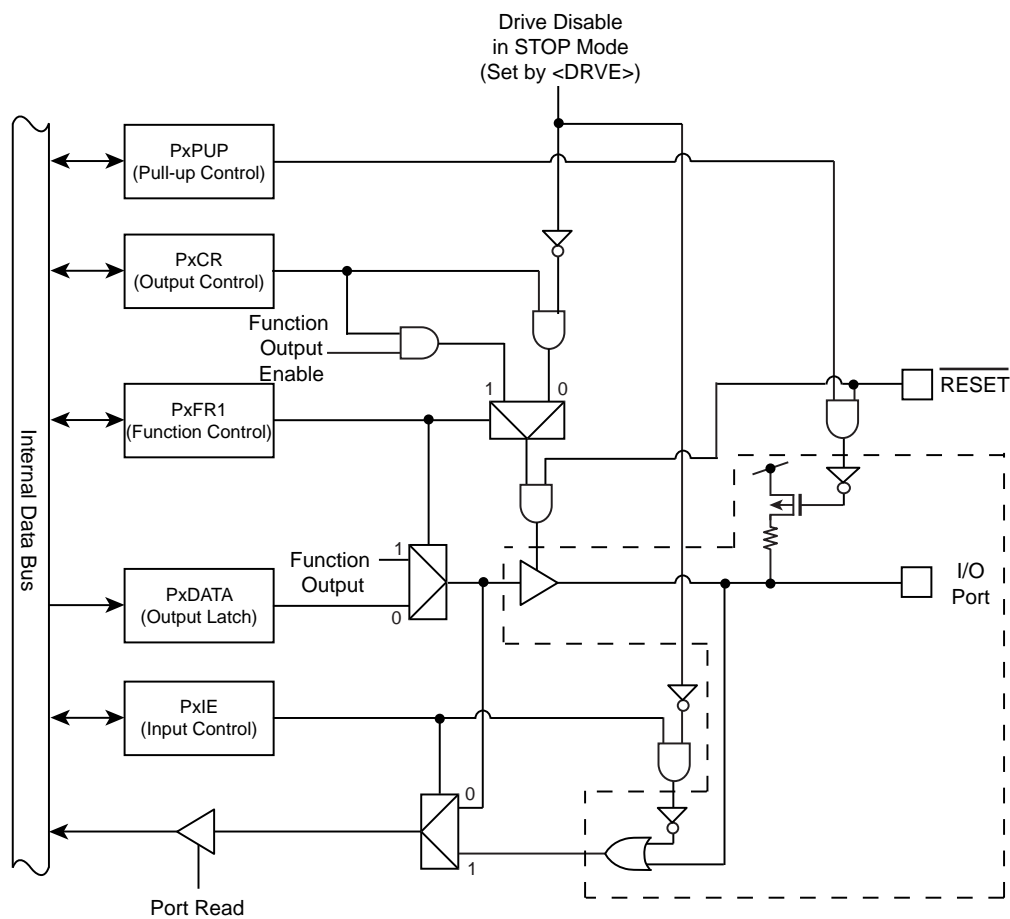 Drive Disable
in STOP Mode
(Set by <DRVE>)
PxPUP
(Pull-up Control)
PxCR
(Output Control)
Function
Output
Enable
1
0
RESET
PxFR1
(Function Control)
Internal Data Bus
Function
Output
1
0
PxDATA
(Output Latch)
I/O
Port
PxIE
(Input Control)
0
1
Port Read